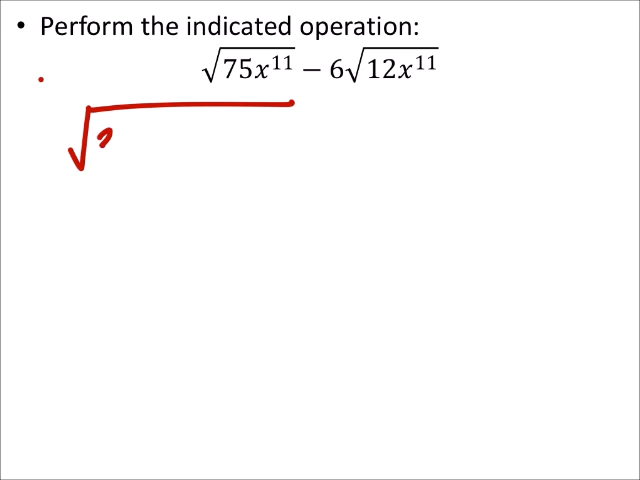 • Perform the indicated operation:
√75x¹¹ − 6√12x¹¹
√